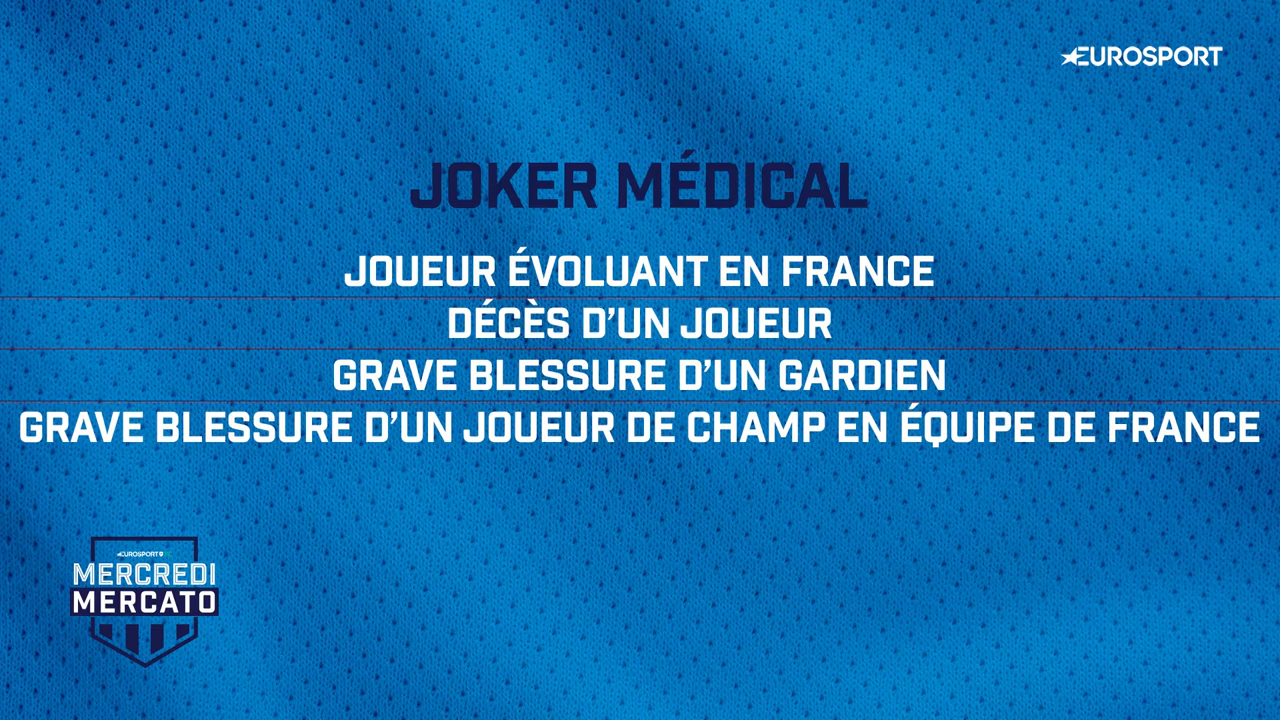 EUROSPORT
JOKER MÉDICAL
JOUEUR ÉVOLUANT EN FRANCE
DÉCÈS D’UN JOUEUR
GRAVE BLESSURE D’UN GARDIEN
GRAVE BLESSURE D’UN JOUEUR DE CHAMP EN ÉQUIPE DE FRANCE
EUROSPORT
MERCREDI
MERCATO